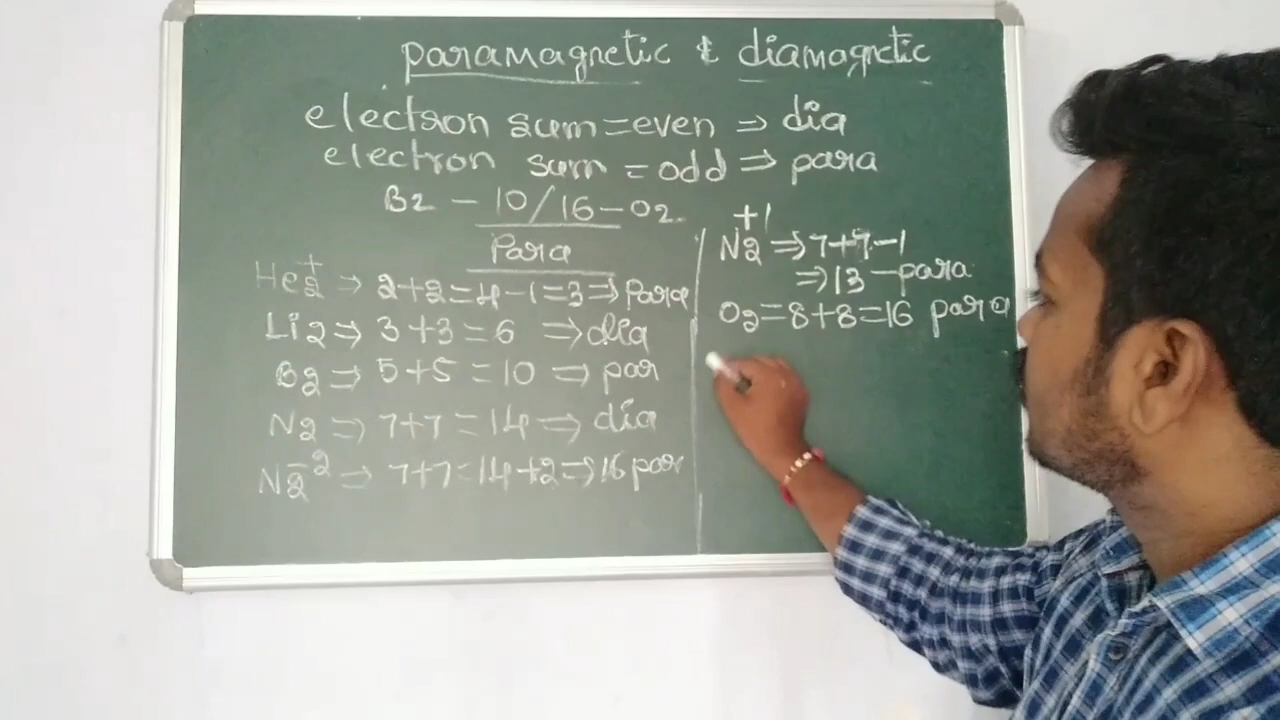 paramagnetic & diamagnetic
electron sum = even ⇒ dia
electron sum = odd ⇒ para
B2 - 10/16 - O2
Para
He2+ ⇒ 2+2=4-1=3⇒ para
Li2 ⇒ 3+3=6 ⇒ dia
B2 ⇒ 5+5=10 ⇒ par
N2 ⇒ 7+7=14 ⇒ dia
N2-2 ⇒ 7+7=14+2⇒16 par
N2+1 ⇒ 7+7-1
⇒ 13 - para
O2 = 8+8=16 para